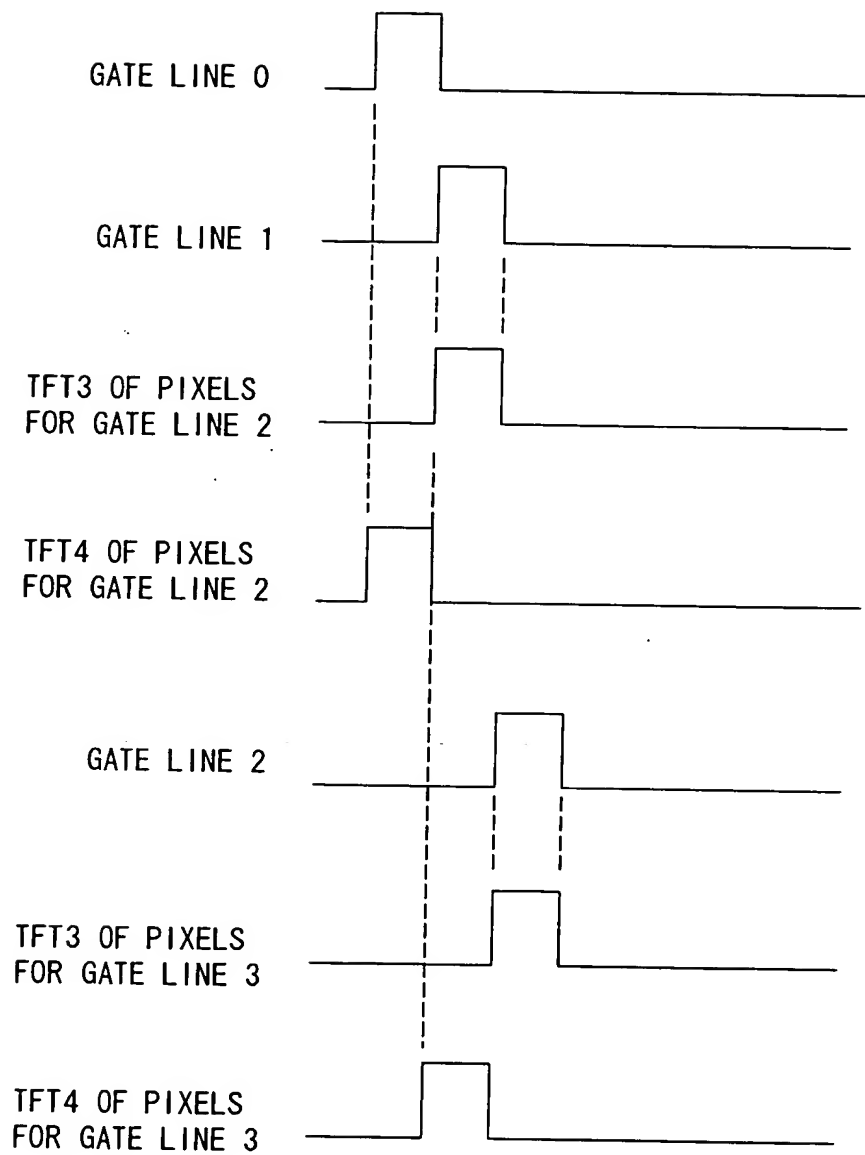 GATE LINE 0
GATE LINE 1
TFT3 OF PIXELS
FOR GATE LINE 2
TFT4 OF PIXELS
FOR GATE LINE 2
GATE LINE 2
TFT3 OF PIXELS
FOR GATE LINE 3
TFT4 OF PIXELS
FOR GATE LINE 3